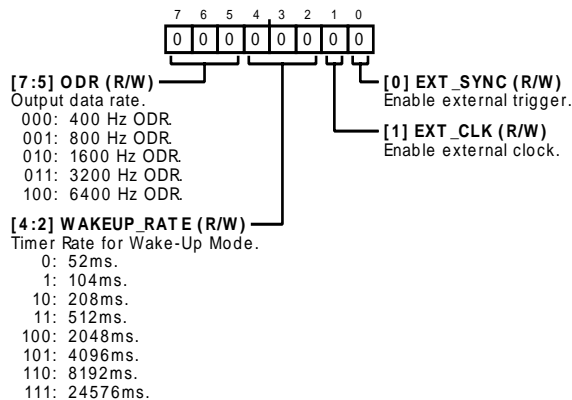 7 6 5 4 3 2 1 0
0 0 0 0 0 0 0 0
[7:5] ODR (R/W)
Output data rate.
000: 400 Hz ODR.
001: 800 Hz ODR.
010: 1600 Hz ODR.
011: 3200 Hz ODR.
100: 6400 Hz ODR.
[4:2] WAKEUP_RATE (R/W)
Timer Rate for Wake-Up Mode.
0: 52ms.
1: 104ms.
10: 208ms.
11: 512ms.
100: 2048ms.
101: 4096ms.
110: 8192ms.
111: 24576ms.
[0] EXT_SYNC (R/W)
Enable external trigger.
[1] EXT_CLK (R/W)
Enable external clock.